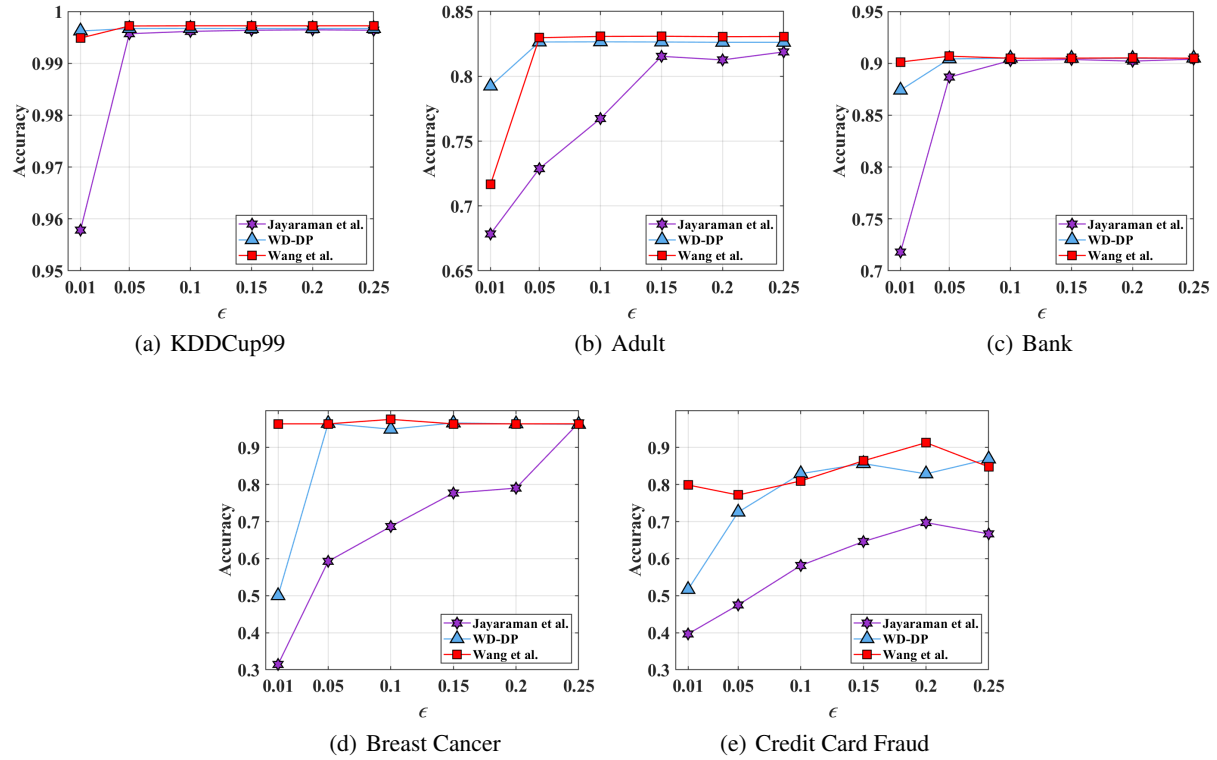 1
0.99
0.98
0.97
0.96
0.95
Accuracy
0.01 0.05 0.1 0.15 0.2 0.25
ϵ
Jayaraman et al.
WD-DP
Wang et al.
(a) KDDCup99
0.85
0.8
0.75
0.7
0.65
Accuracy
0.01 0.05 0.1 0.15 0.2 0.25
ϵ
Jayaraman et al.
WD-DP
Wang et al.
(b) Adult
0.95
0.9
0.85
0.8
0.75
0.7
Accuracy
0.01 0.05 0.1 0.15 0.2 0.25
ϵ
Jayaraman et al.
WD-DP
Wang et al.
(c) Bank
0.9
0.8
0.7
0.6
0.5
0.4
0.3
Accuracy
0.01 0.05 0.1 0.15 0.2 0.25
ϵ
Jayaraman et al.
WD-DP
Wang et al.
(d) Breast Cancer
0.9
0.8
0.7
0.6
0.5
0.4
0.3
Accuracy
0.01 0.05 0.1 0.15 0.2 0.25
ϵ
Jayaraman et al.
WD-DP
Wang et al.
(e) Credit Card Fraud